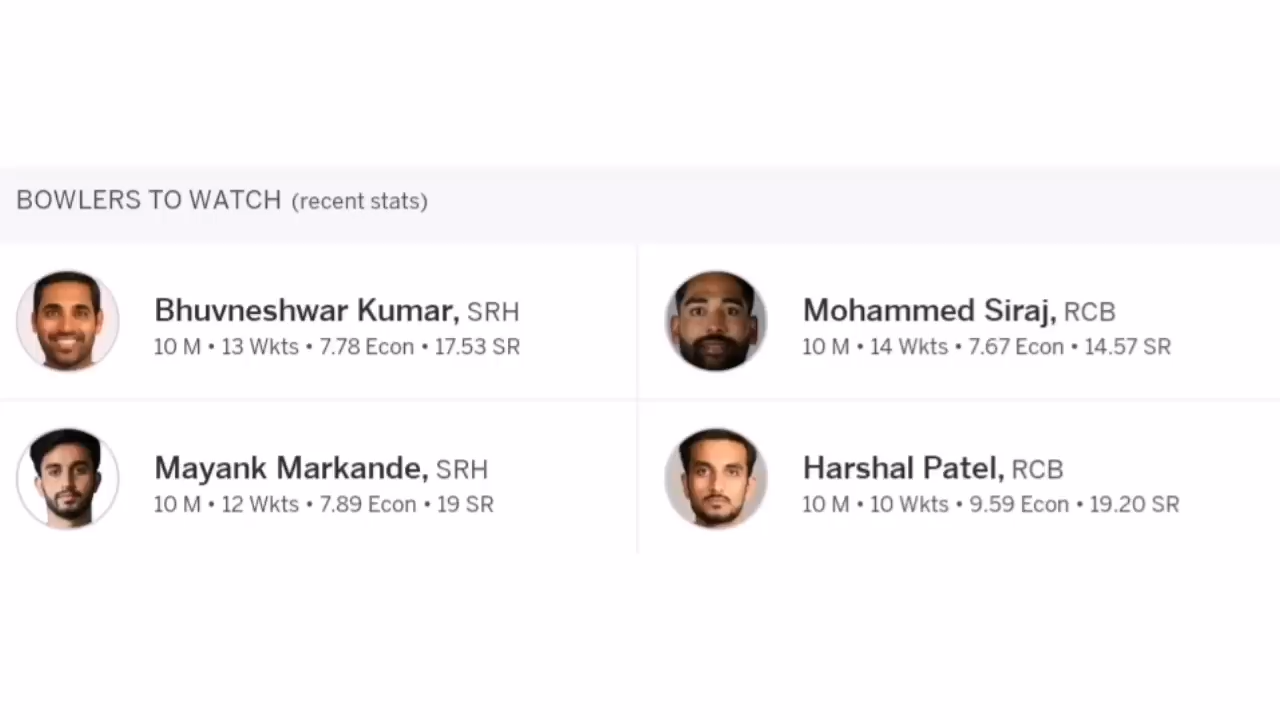 BOWLERS TO WATCH (recent stats)
Bhuvneshwar Kumar, SRH
10 M • 13 Wkts • 7.78 Econ • 17.53 SR
Mohammed Siraj, RCB
10 M • 14 Wkts • 7.67 Econ • 14.57 SR
Mayank Markande, SRH
10 M • 12 Wkts • 7.89 Econ • 19 SR
Harshal Patel, RCB
10 M • 10 Wkts • 9.59 Econ • 19.20 SR